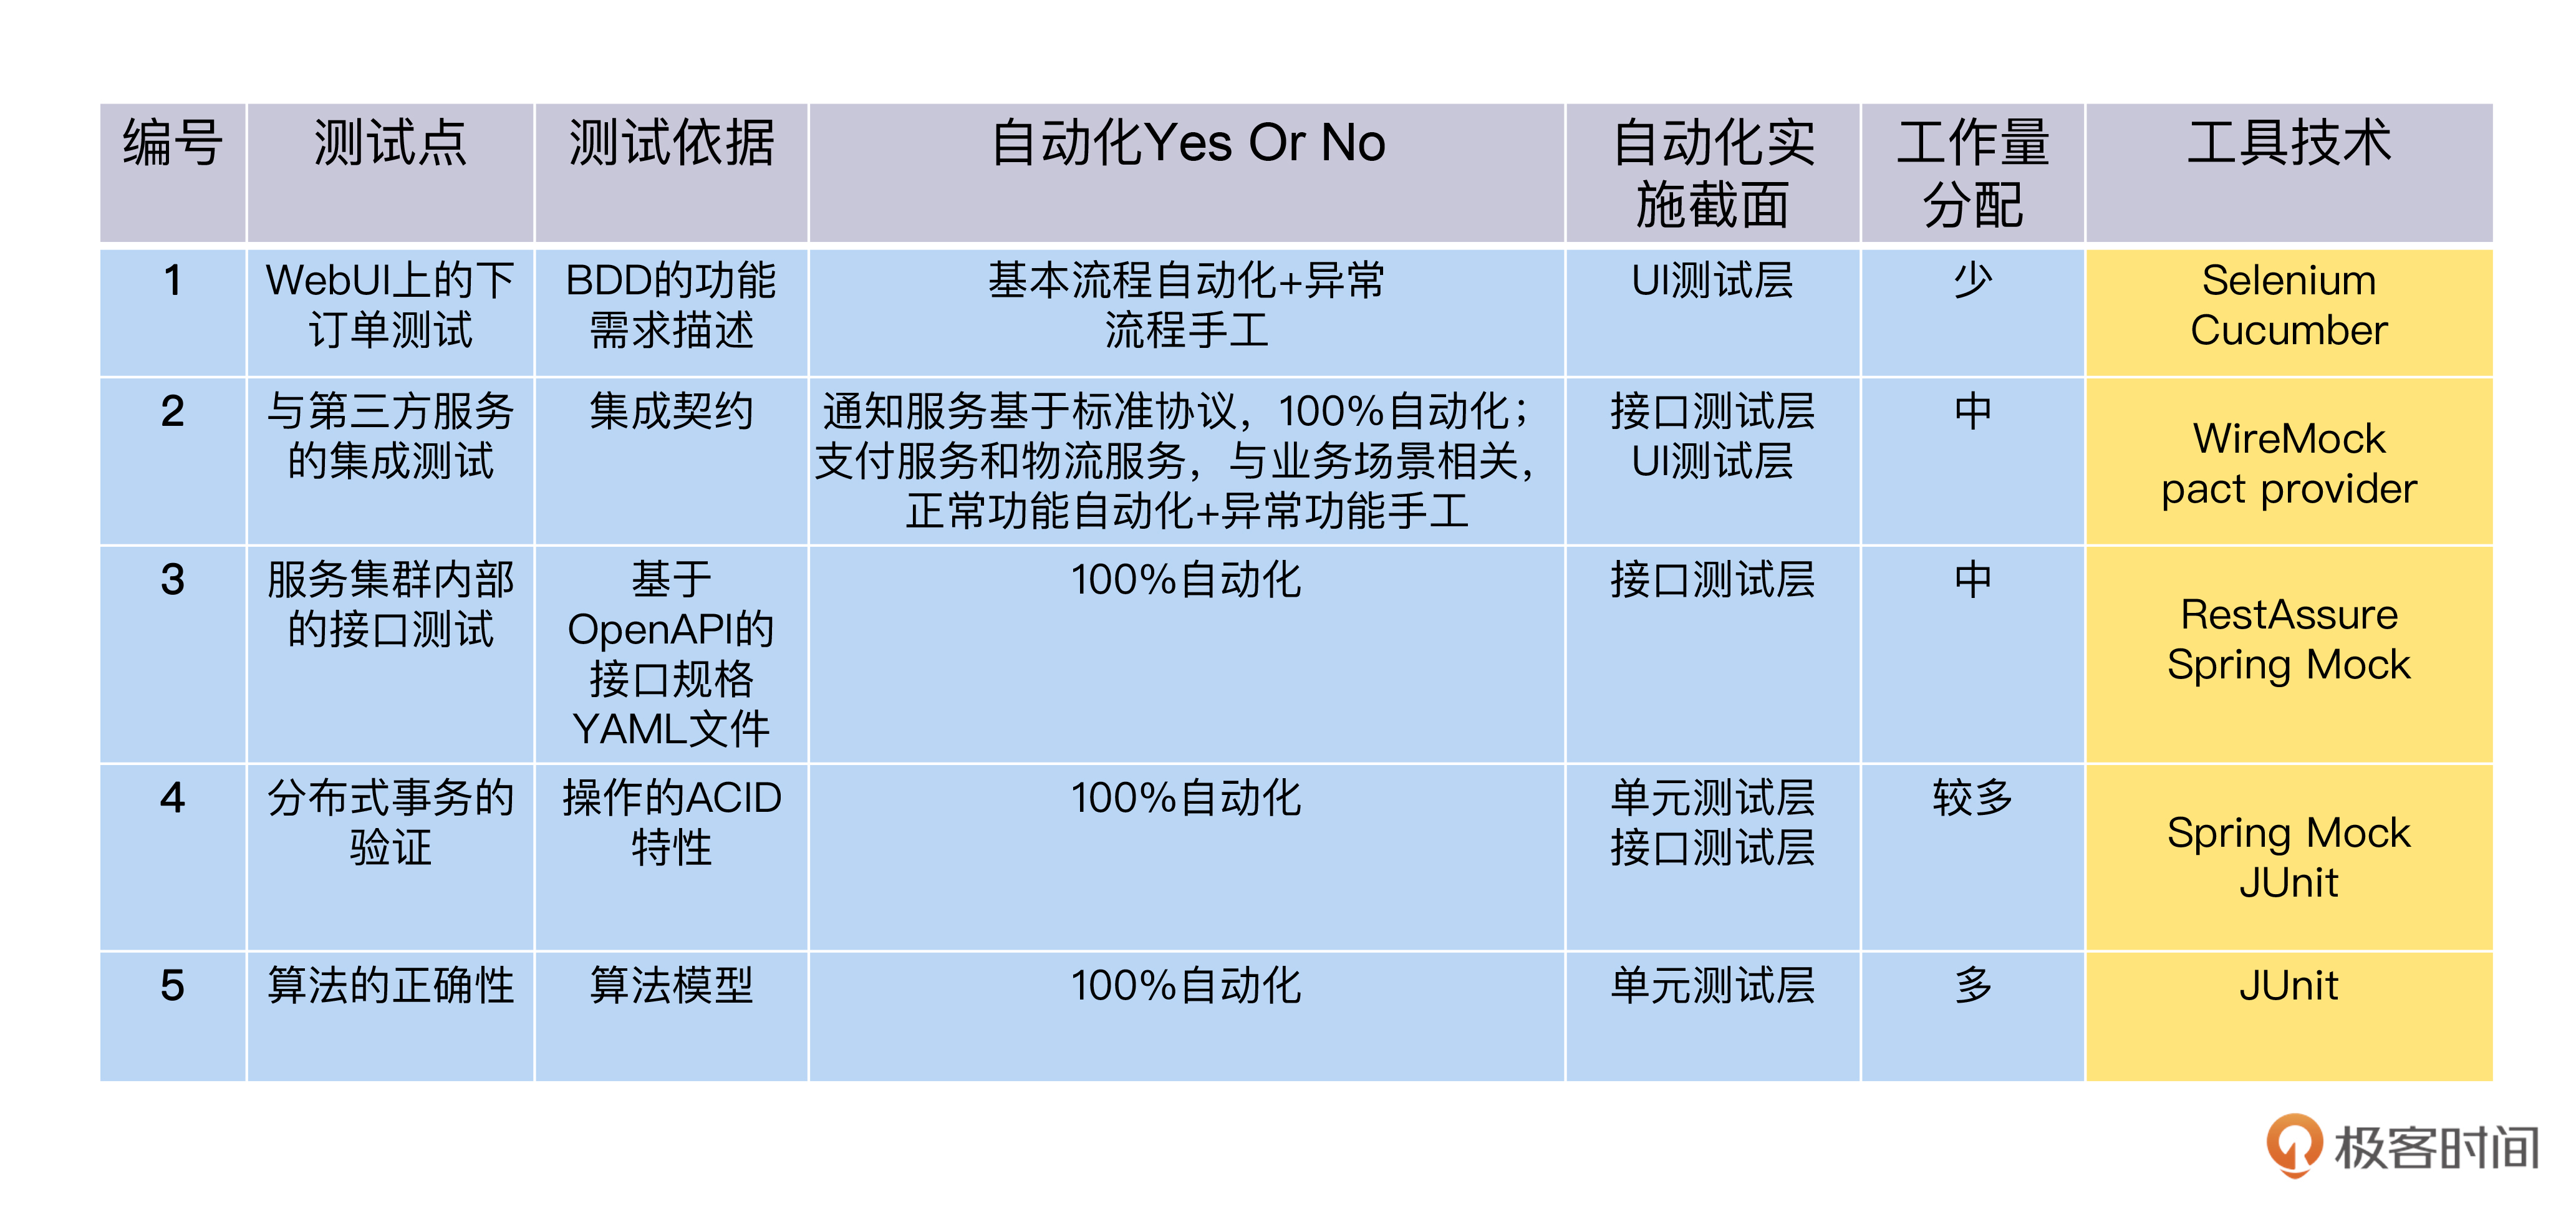 编号 测试点 测试依据 自动化Yes Or No 自动化实施截面 工作量分配 工具技术
1 WebUI上的下订单测试 BDD的功能需求描述 基本流程自动化+异常流程手工 UI测试层 少 Selenium Cucumber
2 与第三方服务的集成测试 集成契约 通知服务基于标准协议，100%自动化；支付服务和物流服务，与业务场景相关，正常功能自动化+异常功能手工 接口测试层 UI测试层 中 WireMock pact provider
3 服务集群内部的接口测试 基于OpenAPI的接口规格YAML文件 100%自动化 接口测试层 中 RestAssure Spring Mock
4 分布式事务的验证 操作的ACID特性 100%自动化 单元测试层 接口测试层 较多 Spring Mock JUnit
5 算法的正确性 算法模型 100%自动化 单元测试层 多 JUnit
极客时间